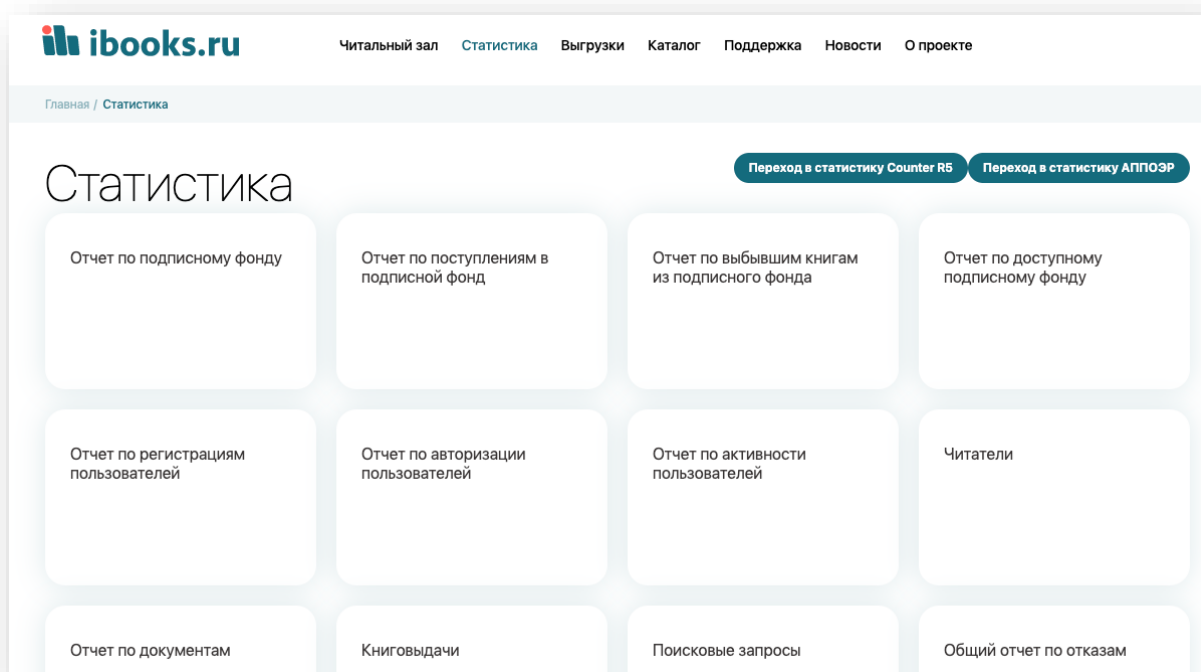 ibooks.ru
Читальный зал Статистика Выгрузки Каталог Поддержка Новости О проекте
Главная / Статистика
Статистика
Переход в статистику Counter R5 Переход в статистику АППОЭР
Отчет по подписному фонду
Отчет по поступлениям в
подписной фонд
Отчет по выбывшим книгам
из подписного фонда
Отчет по доступному
подписному фонду
Отчет по регистрациям
пользователей
Отчет по авторизации
пользователей
Отчет по активности
пользователей
Читатели
Отчет по документам
Книговыдачи
Поисковые запросы
Общий отчет по отказам